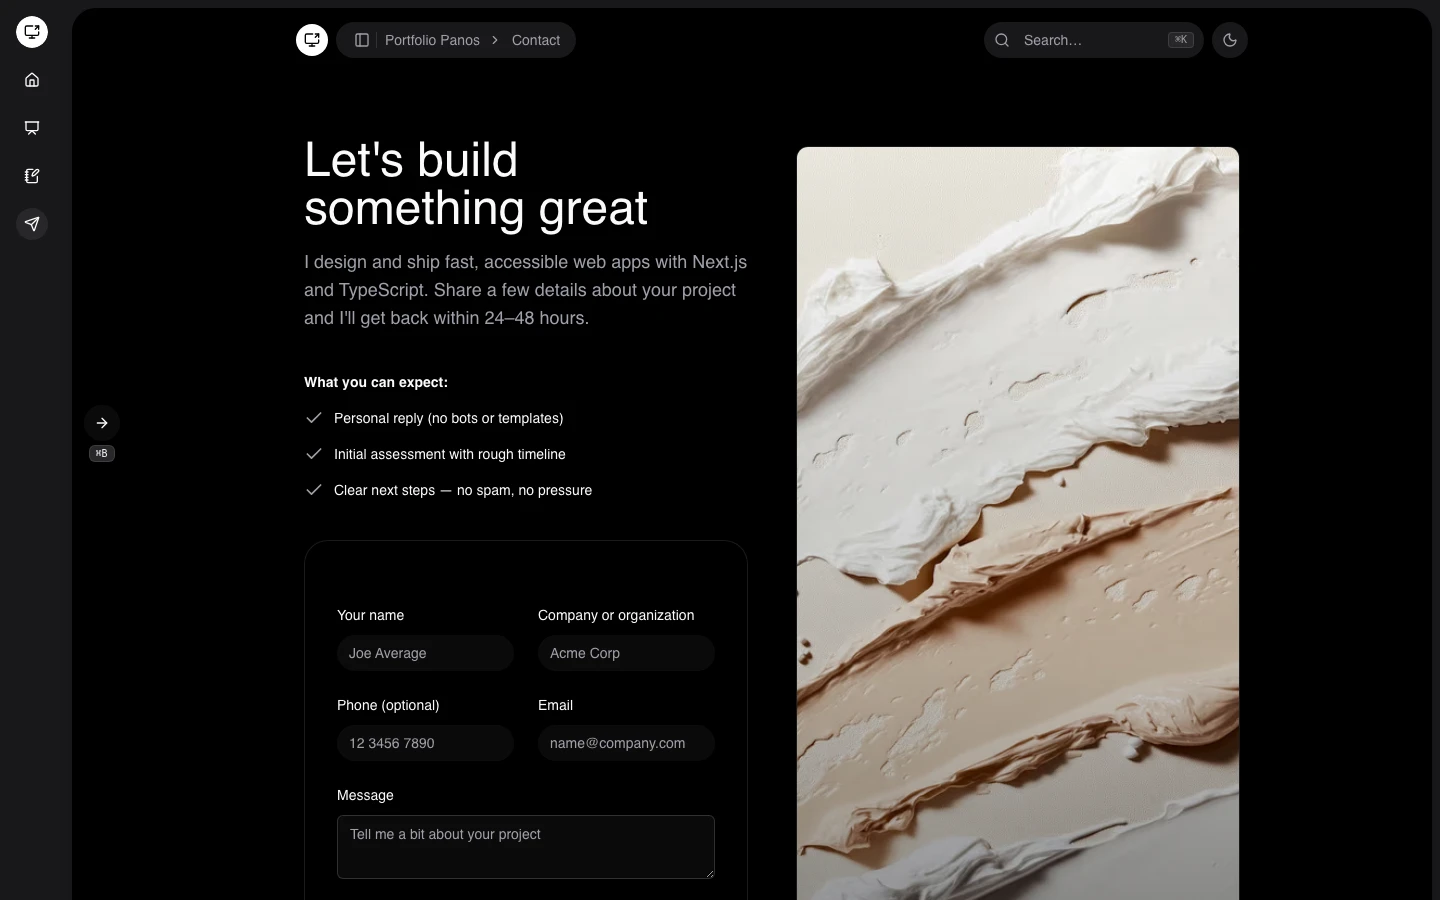 Portfolio Panos
Contact
Search...
⌘K
Let's build
something great
I design and ship fast, accessible web apps with Next.js
and TypeScript. Share a few details about your project
and I'll get back within 24–48 hours.
What you can expect:
Personal reply (no bots or templates)
Initial assessment with rough timeline
Clear next steps — no spam, no pressure
⌘B
Your name
Company or organization
Joe Average
Acme Corp
Phone (optional)
Email
12 3456 7890
name@company.com
Message
Tell me a bit about your project